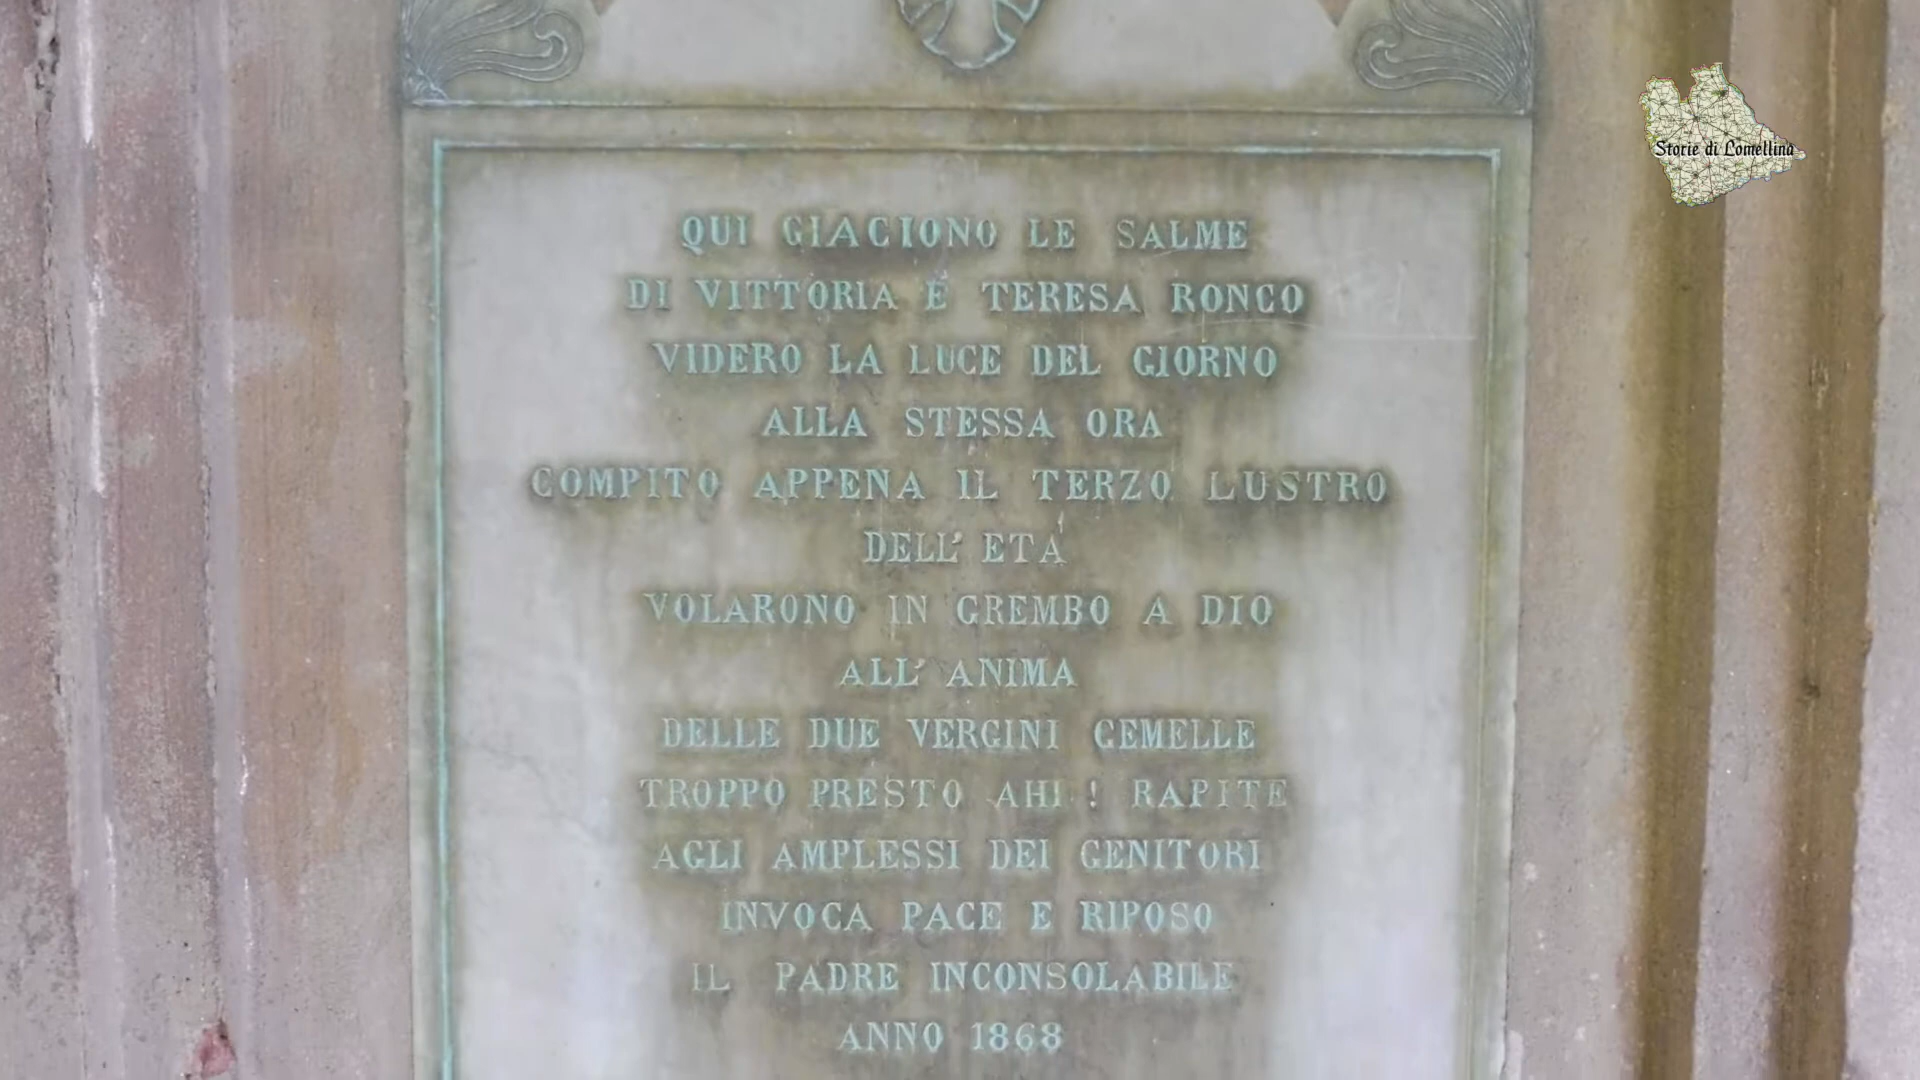 Storie di Lomellina
QUI GIACIONO LE SALME
DI VITTORIA E TERESA RONCO
VIDERO LA LUCE DEL GIORNO
ALLA STESSA ORA
COMPITO APPENA IL TERZO LUSTRO
DELL' ETA
VOLARONO IN GREMBO A DIO
ALL' ANIMA
DELLE DUE VERGINI GEMELLE
TROPPO PRESTO AHI ! RAPITE
AGLI AMPLESSI DEI GENITORI
INVOCA PACE E RIPOSO
IL PADRE INCONSOLABILE
ANNO 1868